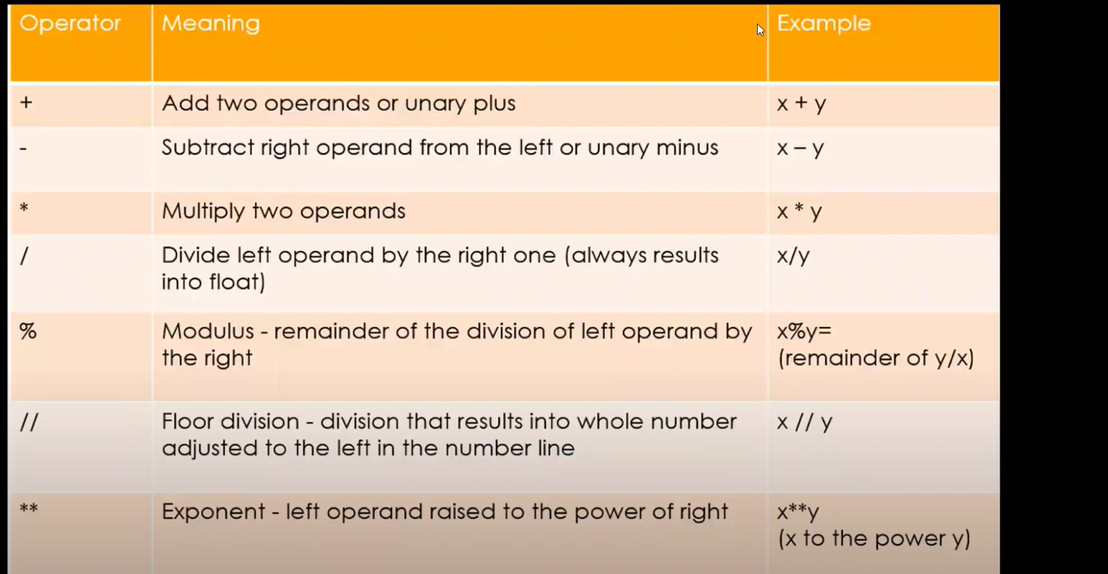 Operator Meaning Example
+ Add two operands or unary plus x + y
- Subtract right operand from the left or unary minus x – y
* Multiply two operands x * y
/ Divide left operand by the right one (always results x/y
into float)
% Modulus - remainder of the division of left operand by x%y=
the right (remainder of y/x)
// Floor division - division that results into whole number x // y
adjusted to the left in the number line
** Exponent - left operand raised to the power of right x**y
(x to the power y)